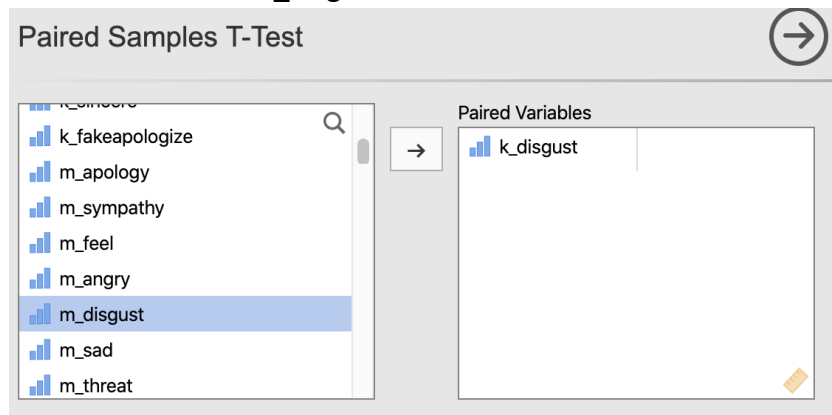 Paired Samples T-Test
k_fakeapologize
m_apology
m_sympathy
m_feel
m_angry
m_disgust
m_sad
m_threat
Paired Variables
k_disgust